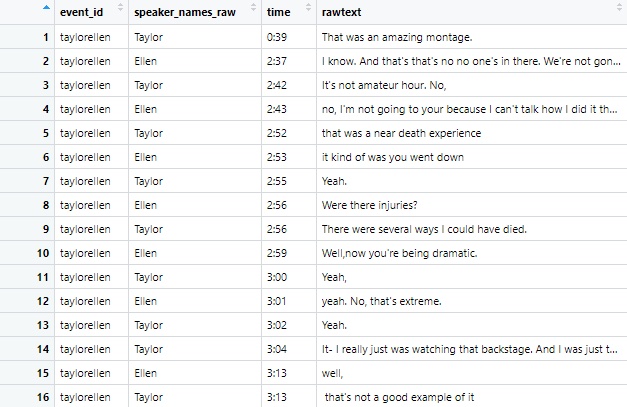 event_id speaker_names_raw time rawtext
1 taylorellen Taylor 0:39 That was an amazing montage.
2 taylorellen Ellen 2:37 I know. And that's that's no no one's in there. We're not gon...
3 taylorellen Taylor 2:42 It's not amateur hour. No,
4 taylorellen Ellen 2:43 no, I'm not going to your because I can't talk how I did it th...
5 taylorellen Taylor 2:52 that was a near death experience
6 taylorellen Ellen 2:53 it kind of was you went down
7 taylorellen Taylor 2:55 Yeah.
8 taylorellen Ellen 2:56 Were there injuries?
9 taylorellen Taylor 2:56 There were several ways I could have died.
10 taylorellen Ellen 2:59 Well,now you're being dramatic.
11 taylorellen Taylor 3:00 Yeah,
12 taylorellen Ellen 3:01 yeah. No, that's extreme.
13 taylorellen Taylor 3:02 Yeah.
14 taylorellen Taylor 3:04 It- I really just was watching that backstage. And I was just t...
15 taylorellen Ellen 3:13 well,
16 taylorellen Taylor 3:13 that's not a good example of it